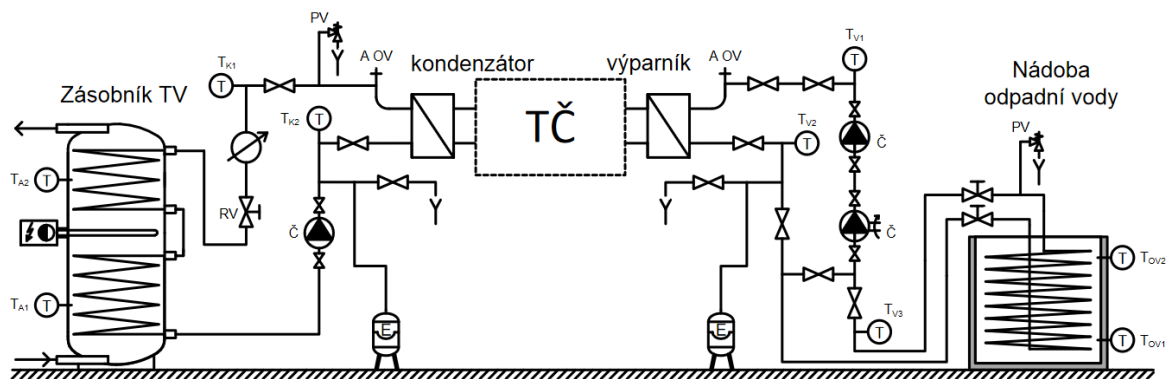 PV
A OV
kondenzátor
výparník
A OV
TV1
Nádoba
odpadní vody
TK1
T
Zásobník TV
TK2
T
TČ
TV2
T
T
Č
PV
TA2
T
RV
Č
Č
TOV2
T
TA1
T
E
E
TV3
T
TOV1
T